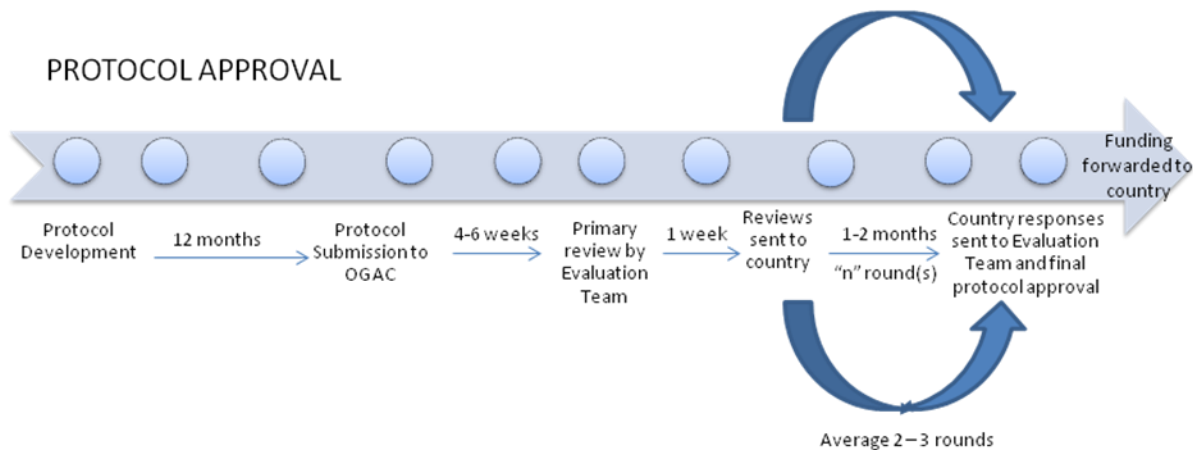 PROTOCOL APPROVAL
Funding
forwarded to
country
Protocol
Development
12 months
Protocol
Submission to
OGAC
4-6 weeks
Primary
review by
Evaluation
Team
1 week
Reviews
sent to
country
1-2 months
“n” round(s)
Country responses
sent to Evaluation
Team and final
protocol approval
Average 2 – 3 rounds